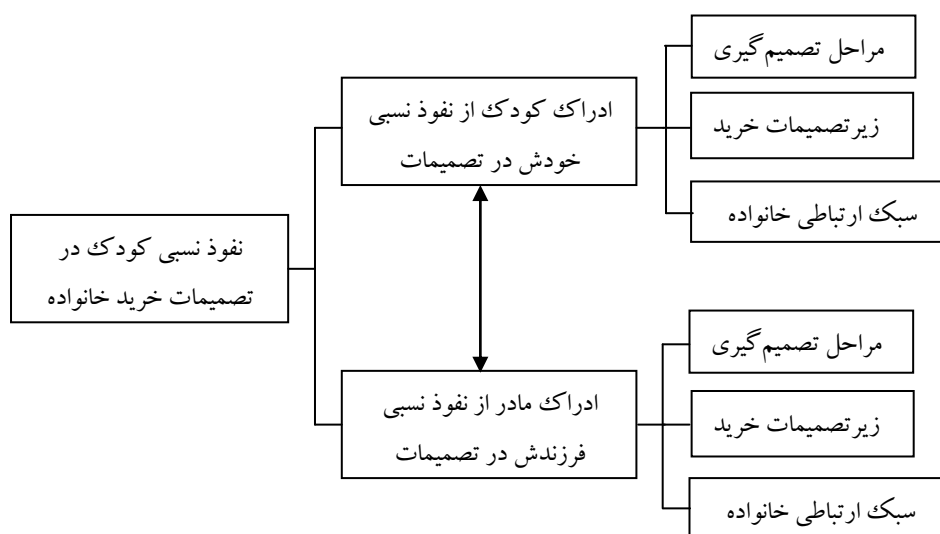 مراحل تصمیم‌گیری
ادراک کودک از نفوذ نسبی
خودش در تصمیمات
زیرتصمیمات خرید
سبک ارتباطی خانواده
نفوذ نسبی کودک در
تصمیمات خرید خانواده
مراحل تصمیم‌گیری
ادراک مادر از نفوذ نسبی
فرزندش در تصمیمات
زیرتصمیمات خرید
سبک ارتباطی خانواده